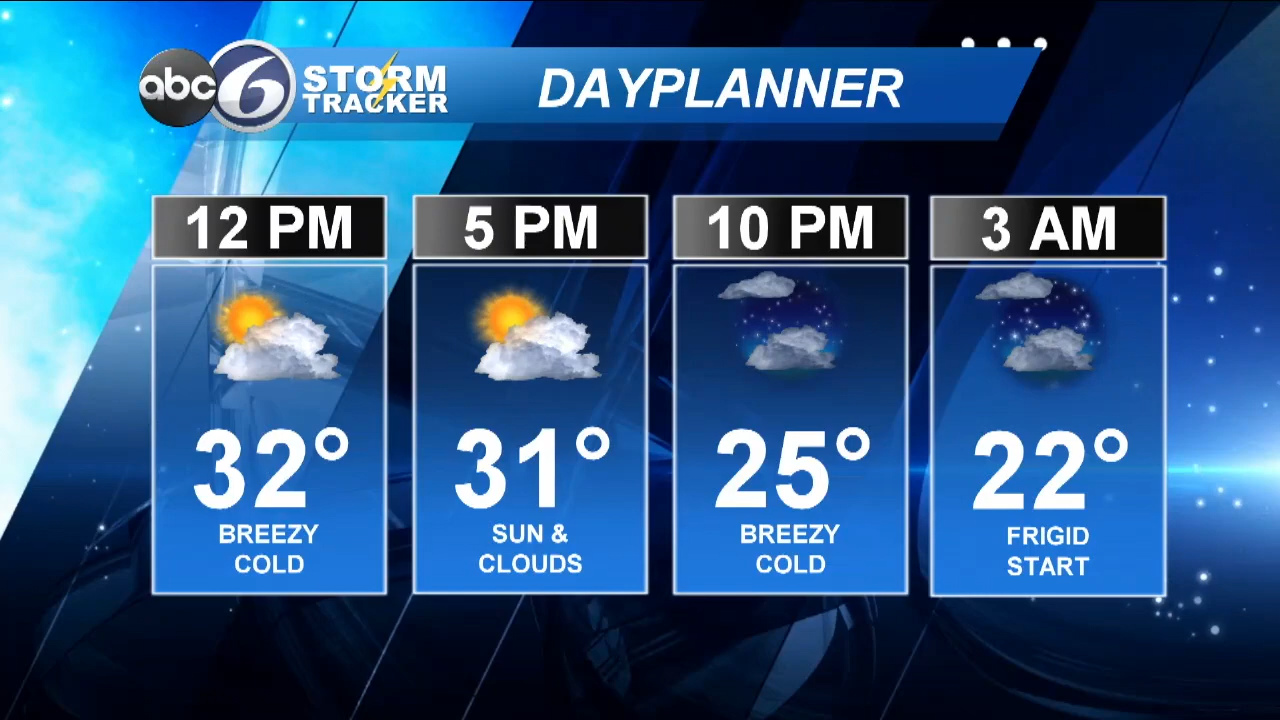 abc 6 STORM TRACKER
DAYPLANNER
12 PM
32°
BREEZY
COLD
5 PM
31°
SUN &
CLOUDS
10 PM
25°
BREEZY
COLD
3 AM
22°
FRIGID
START